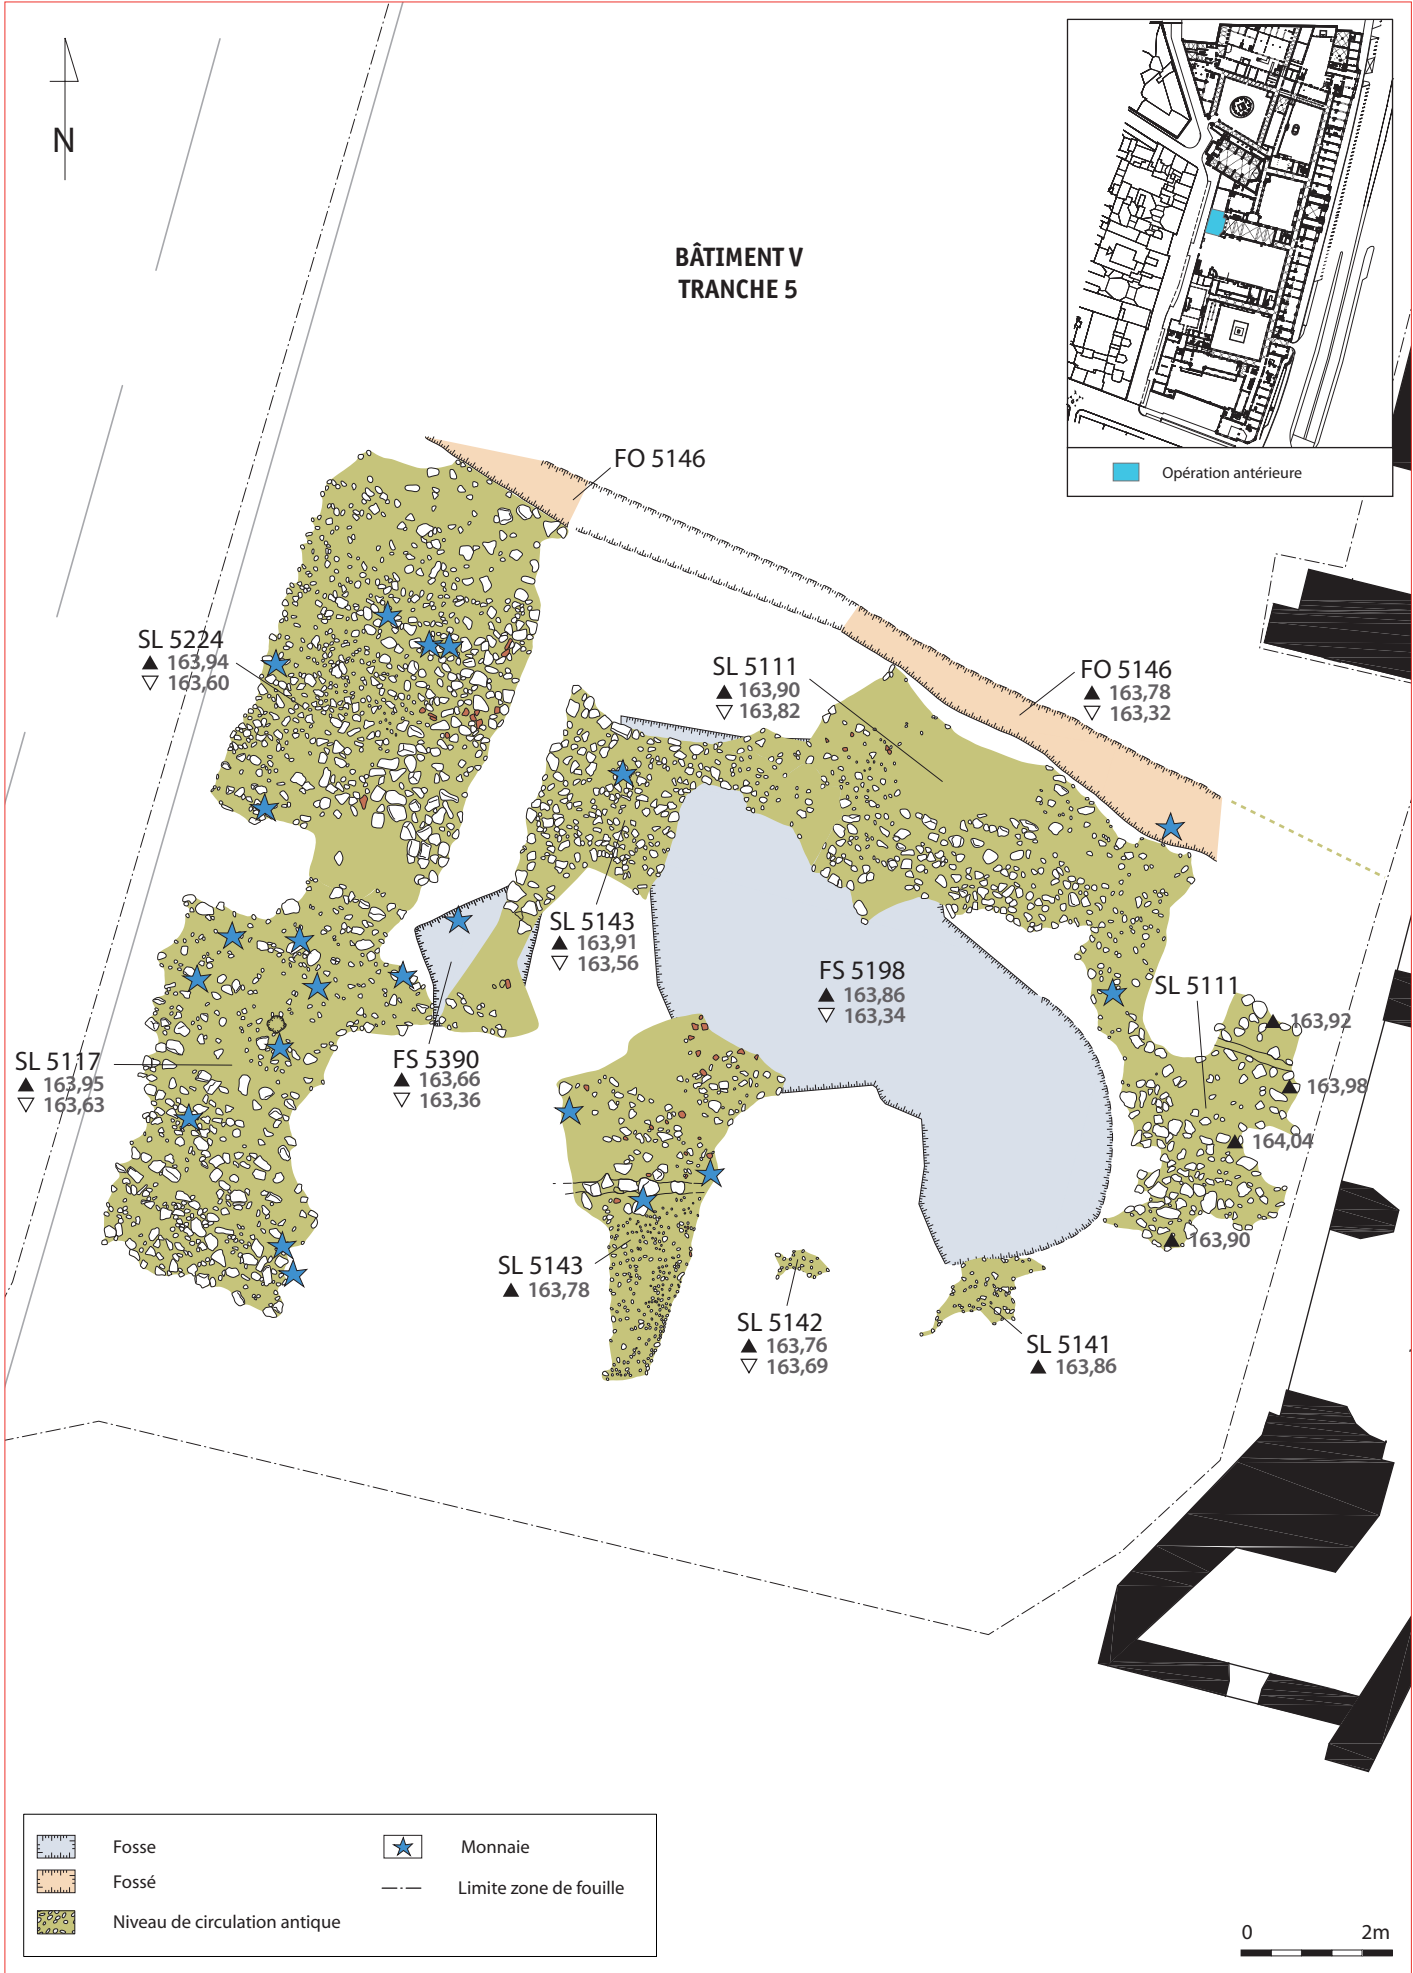 N
BÂTIMENT V
TRANCHE 5
Opération antérieure
FO 5146
SL 5224
▲ 163,94
▽ 163,60
SL 5111
▲ 163,90
▽ 163,82
FO 5146
▲ 163,78
▽ 163,32
SL 5143
▲ 163,91
▽ 163,56
FS 5198
▲ 163,86
▽ 163,34
SL 5111
▲ 163,92
▲ 163,98
▲ 164,04
▲ 163,90
SL 5117
▲ 163,95
▽ 163,63
FS 5390
▲ 163,66
▽ 163,36
SL 5143
▲ 163,78
SL 5142
▲ 163,76
▽ 163,69
SL 5141
▲ 163,86
Fosse
Fossé
Niveau de circulation antique
Monnaie
Limite zone de fouille
0 2m